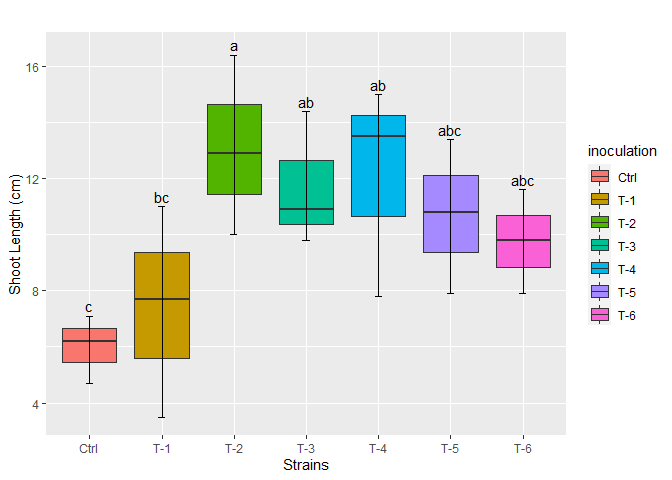 a
ab
ab
abc
abc
bc
c
16
12
8
4
Shoot Length (cm)
Ctrl T-1 T-2 T-3 T-4 T-5 T-6
Strains
inoculation
Ctrl
T-1
T-2
T-3
T-4
T-5
T-6